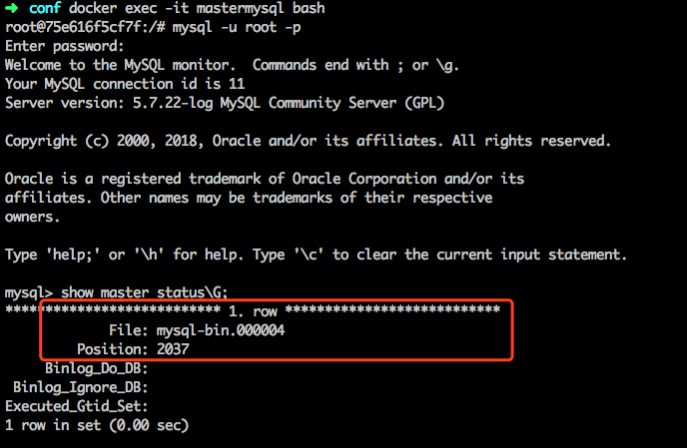 ➜ conf docker exec -it mastermysql bash
root@75e616f5cf7f:/# mysql -u root -p
Enter password:
Welcome to the MySQL monitor.  Commands end with ; or \g.
Your MySQL connection id is 11
Server version: 5.7.22-log MySQL Community Server (GPL)
Copyright (c) 2000, 2018, Oracle and/or its affiliates. All rights reserved.
Oracle is a registered trademark of Oracle Corporation and/or its
affiliates. Other names may be trademarks of their respective
owners.
Type 'help;' or '\h' for help. Type '\c' to clear the current input statement.
mysql> show master status\G;
*************************** 1. row ***************************
File: mysql-bin.000004
Position: 2037
Binlog_Do_DB:
Binlog_Ignore_DB:
Executed_Gtid_Set:
1 row in set (0.00 sec)